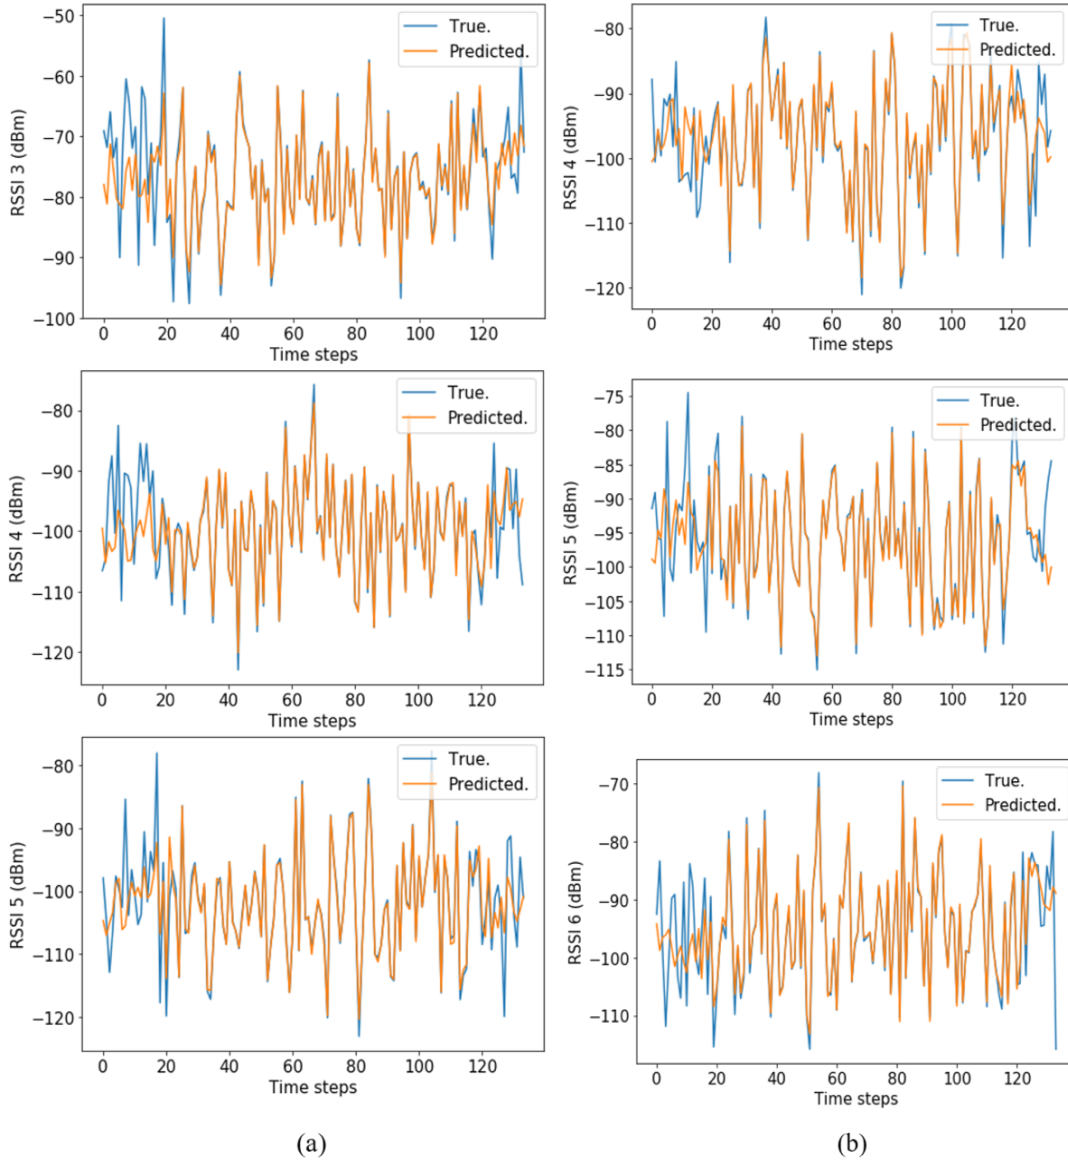 −50
−60
−70
−80
−90
−100
RSSI 3 (dBm)
True.
Predicted.
0 20 40 60 80 100 120
Time steps
−80
−90
−100
−110
−120
RSSI 4 (dBm)
True.
Predicted.
0 20 40 60 80 100 120
Time steps
−80
−90
−100
−110
−120
RSSI 4 (dBm)
True.
Predicted.
0 20 40 60 80 100 120
Time steps
−75
−80
−85
−90
−95
−100
−105
−110
−115
RSSI 5 (dBm)
True.
Predicted.
0 20 40 60 80 100 120
Time steps
−80
−90
−100
−110
−120
RSSI 5 (dBm)
True.
Predicted.
0 20 40 60 80 100 120
Time steps
−70
−80
−90
−100
−110
RSSI 6 (dBm)
True.
Predicted.
0 20 40 60 80 100 120
Time steps
(a)
(b)